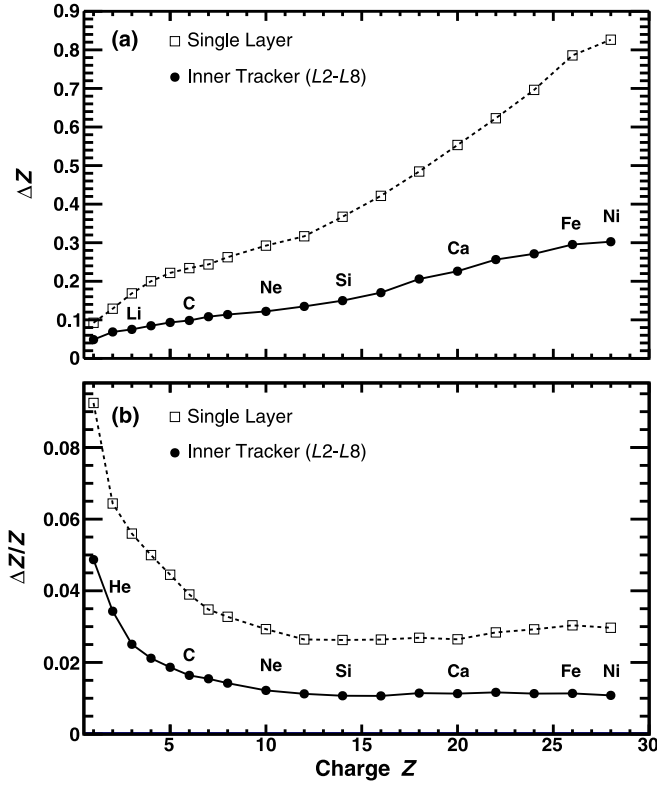 0.9
(a)
Single Layer
0.8
Inner Tracker (L2-L8)
0.7
0.6
ΔZ
0.5
0.4
Ni
Fe
0.3
Ca
Si
0.2
Ne
C
Li
0.1
0
(b)
Single Layer
0.08
Inner Tracker (L2-L8)
0.06
ΔZ/Z
0.04
He
0.02
C
Ne
Si
Ca
Fe
Ni
0
5
10
15
20
25
30
Charge Z